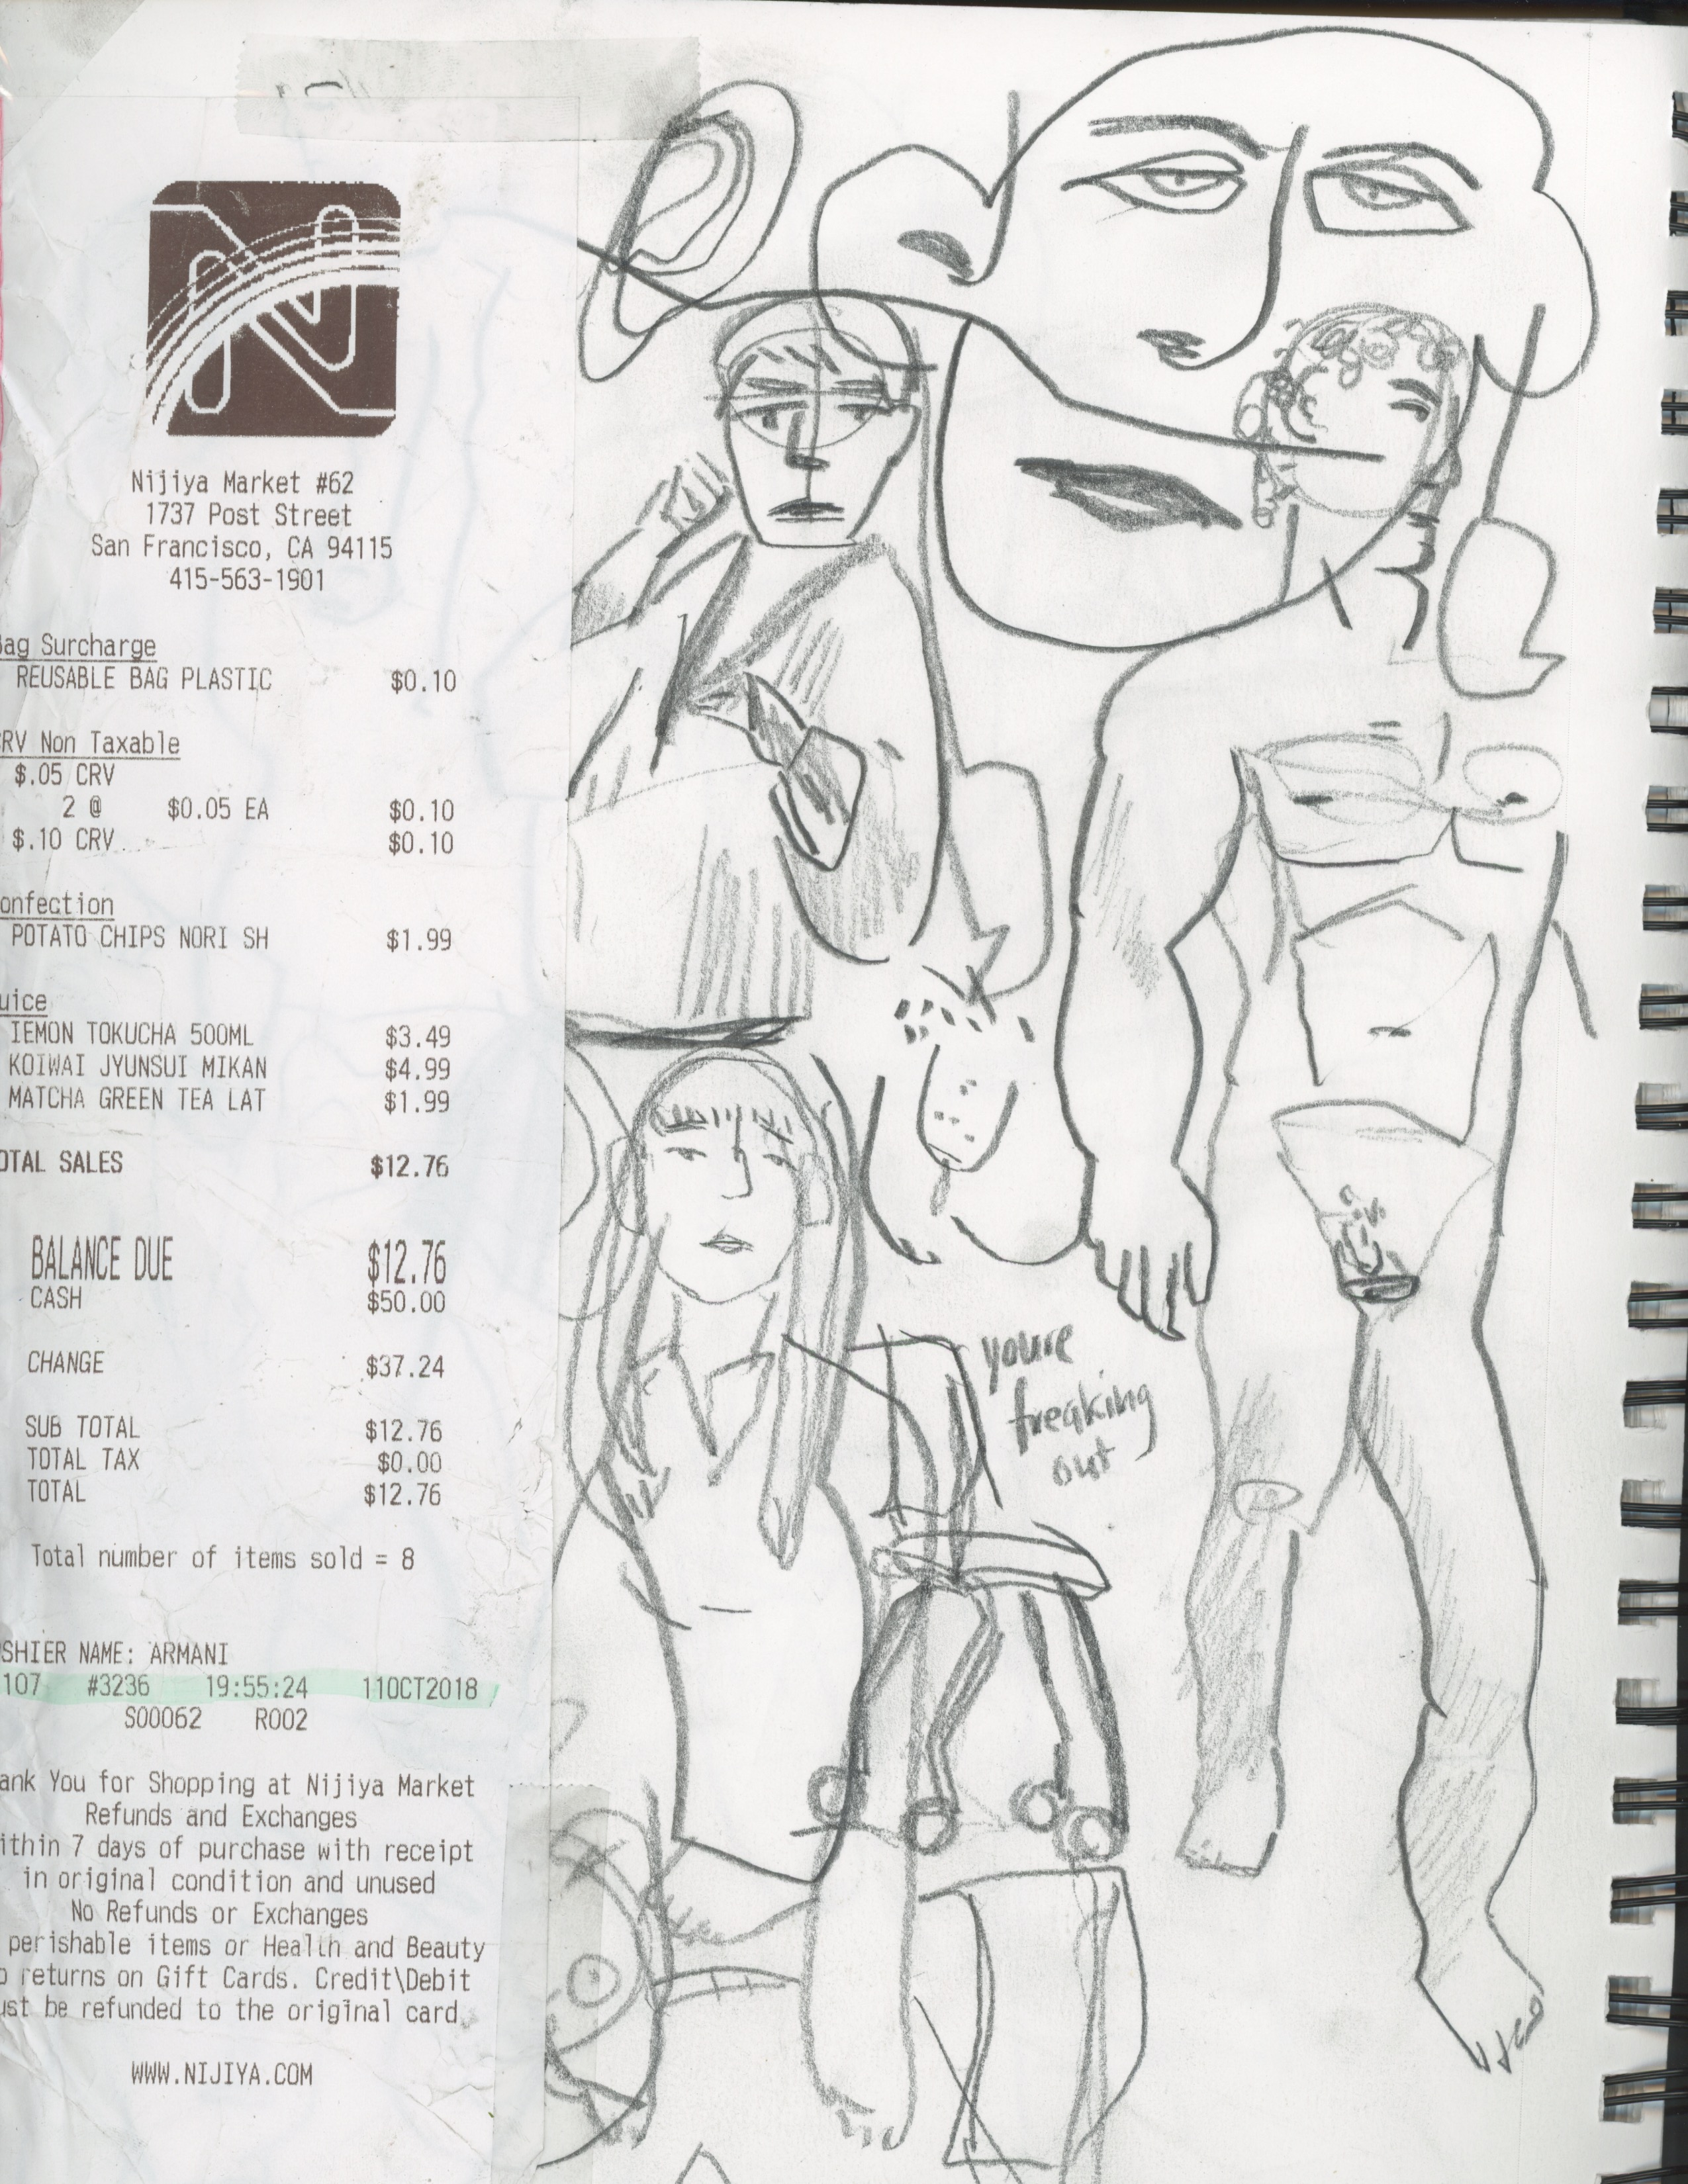 Nijiya Market #62
1737 Post Street
San Francisco, CA 94115
415-563-1901
Bag Surcharge
REUSABLE BAG PLASTIC $0.10
RV Non Taxable
$.05 CRV
2 @ $0.05 EA $0.10
$.10 CRV $0.10
onfection
POTATO CHIPS NORI SH $1.99
uice
IEMON TOKUCHA 500ML $3.49
KOIWAI JYUNSUI MIKAN $4.99
MATCHA GREEN TEA LAT $1.99
OTAL SALES $12.76
BALANCE DUE $12.76
CASH $50.00
CHANGE $37.24
SUB TOTAL $12.76
TOTAL TAX $0.00
TOTAL $12.76
Total number of items sold = 8
SHIER NAME: ARMANI
107 #3236 19:55:24 11OCT2018
S00062 R002
ank You for Shopping at Nijiya Market
Refunds and Exchanges
ithin 7 days of purchase with receipt
in original condition and unused
No Refunds or Exchanges
perishable items or Health and Beauty
o returns on Gift Cards. Credit\Debit
ust be refunded to the original card.
WWW.NIJIYA.COM
you're
freaking
out